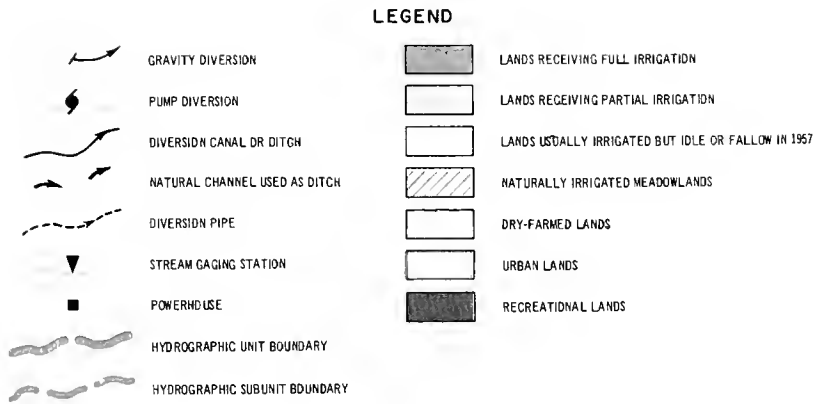 LEGEND
GRAVITY DIVERSION
PUMP DIVERSION
DIVERSION CANAL OR DITCH
NATURAL CHANNEL USED AS DITCH
DIVERSION PIPE
STREAM GAGING STATION
POWERHOUSE
HYDROGRAPHIC UNIT BOUNDARY
HYDROGRAPHIC SUBUNIT BOUNDARY
LANDS RECEIVING FULL IRRIGATION
LANDS RECEIVING PARTIAL IRRIGATION
LANDS USUALLY IRRIGATED BUT IDLE OR FALLOW IN 1957
NATURALLY IRRIGATED MEADOWLANDS
DRY-FARMED LANDS
URBAN LANDS
RECREATIONAL LANDS